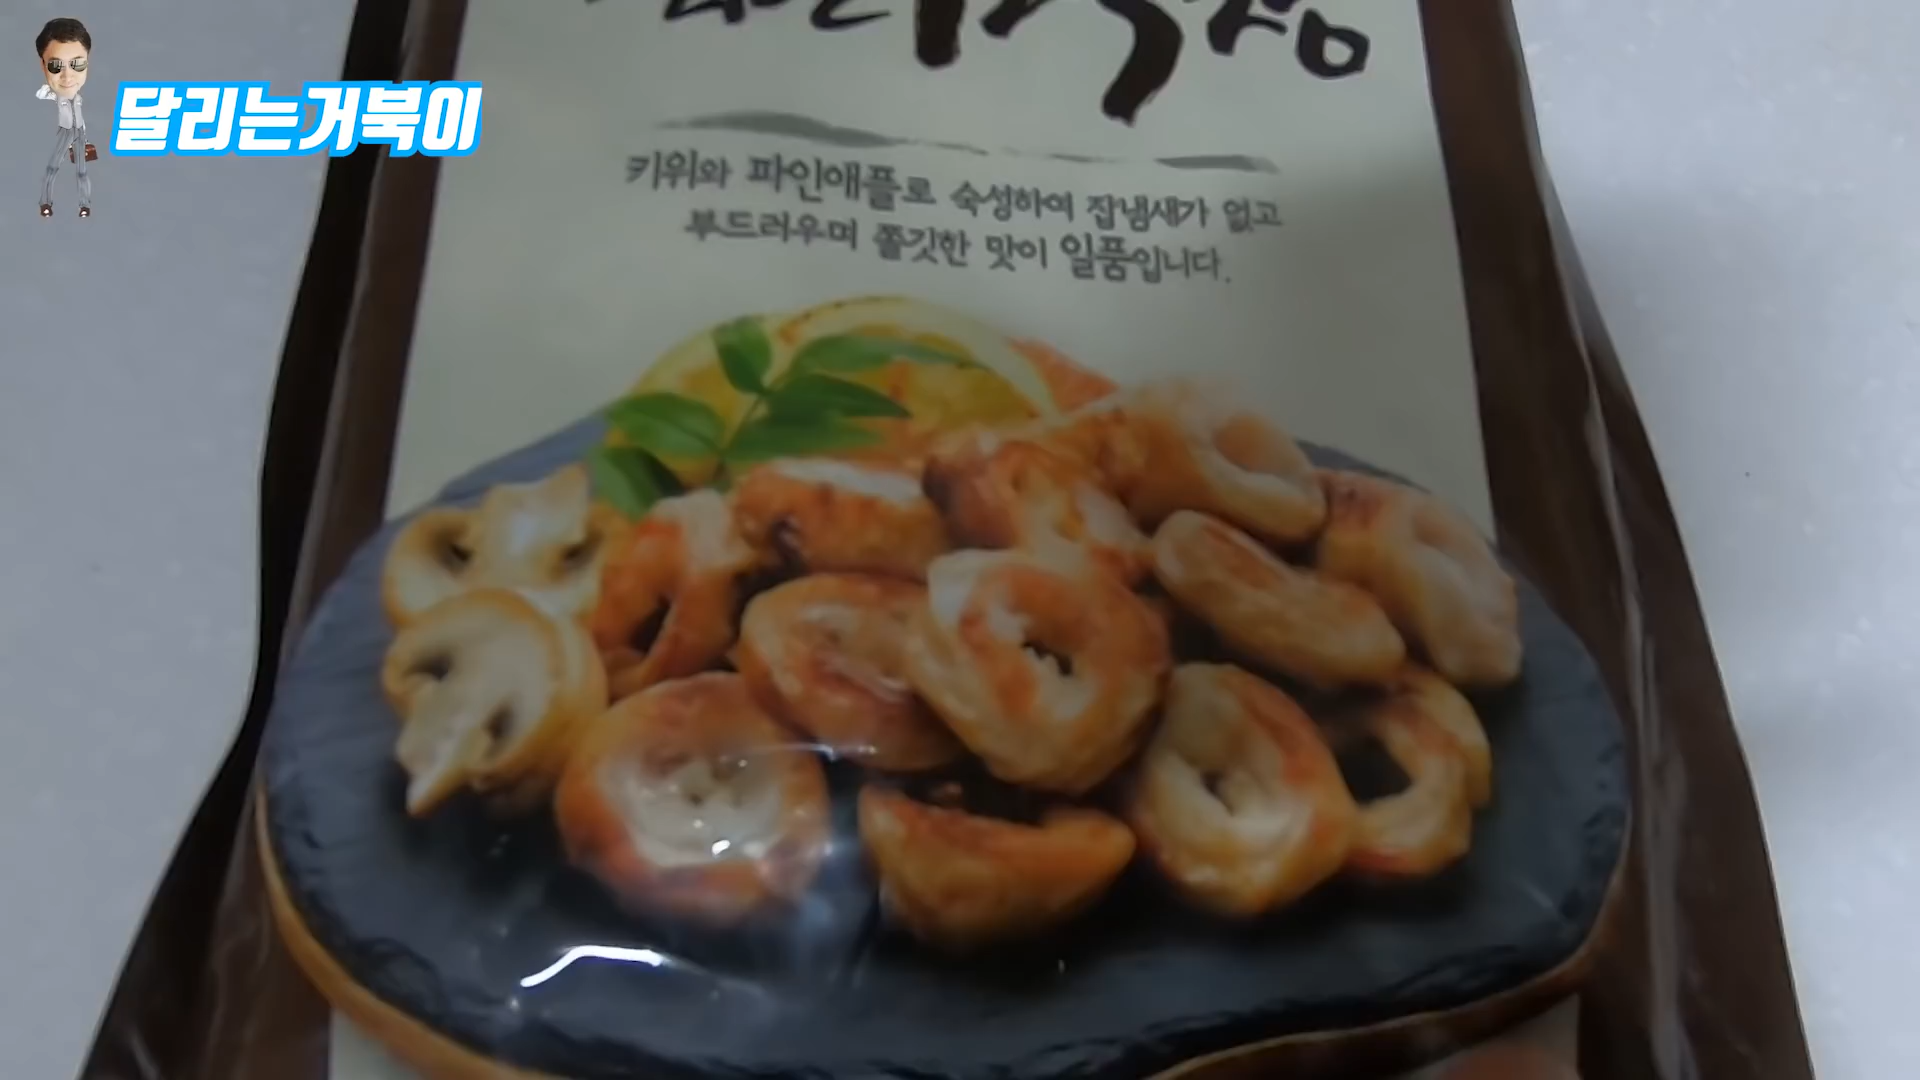 달리는거북이
키위와 파인애플로 숙성하여 잡냄새가 없고
부드러우며 쫄깃한 맛이 일품입니다.